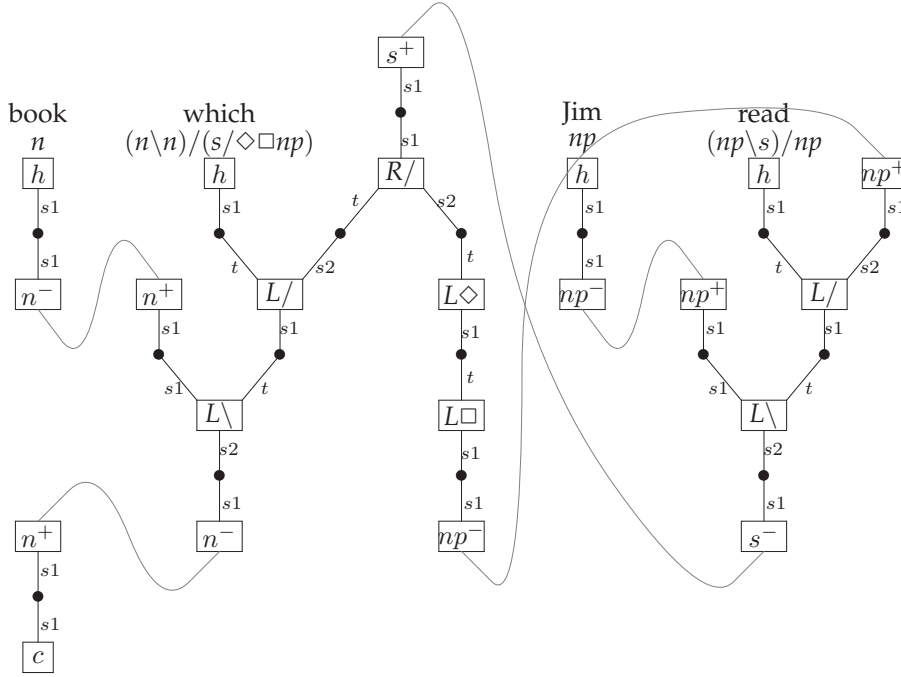 s+
s1
s1
book which Jim read
n (n\n)/(s/◇□np) np (np\s)/np
h h R/ h h np+
s1 s1 t s2 s1 s1 s1
s1 t s2 t s1 t s2
n− n+ L/ L◇ np− np+ L/
s1 s1 s1 s1 s1
s1 t t s1 t
L\ L□ L\
s2 s1 s2
s1 s1 s1
n+ n− np− s−
s1
s1
c